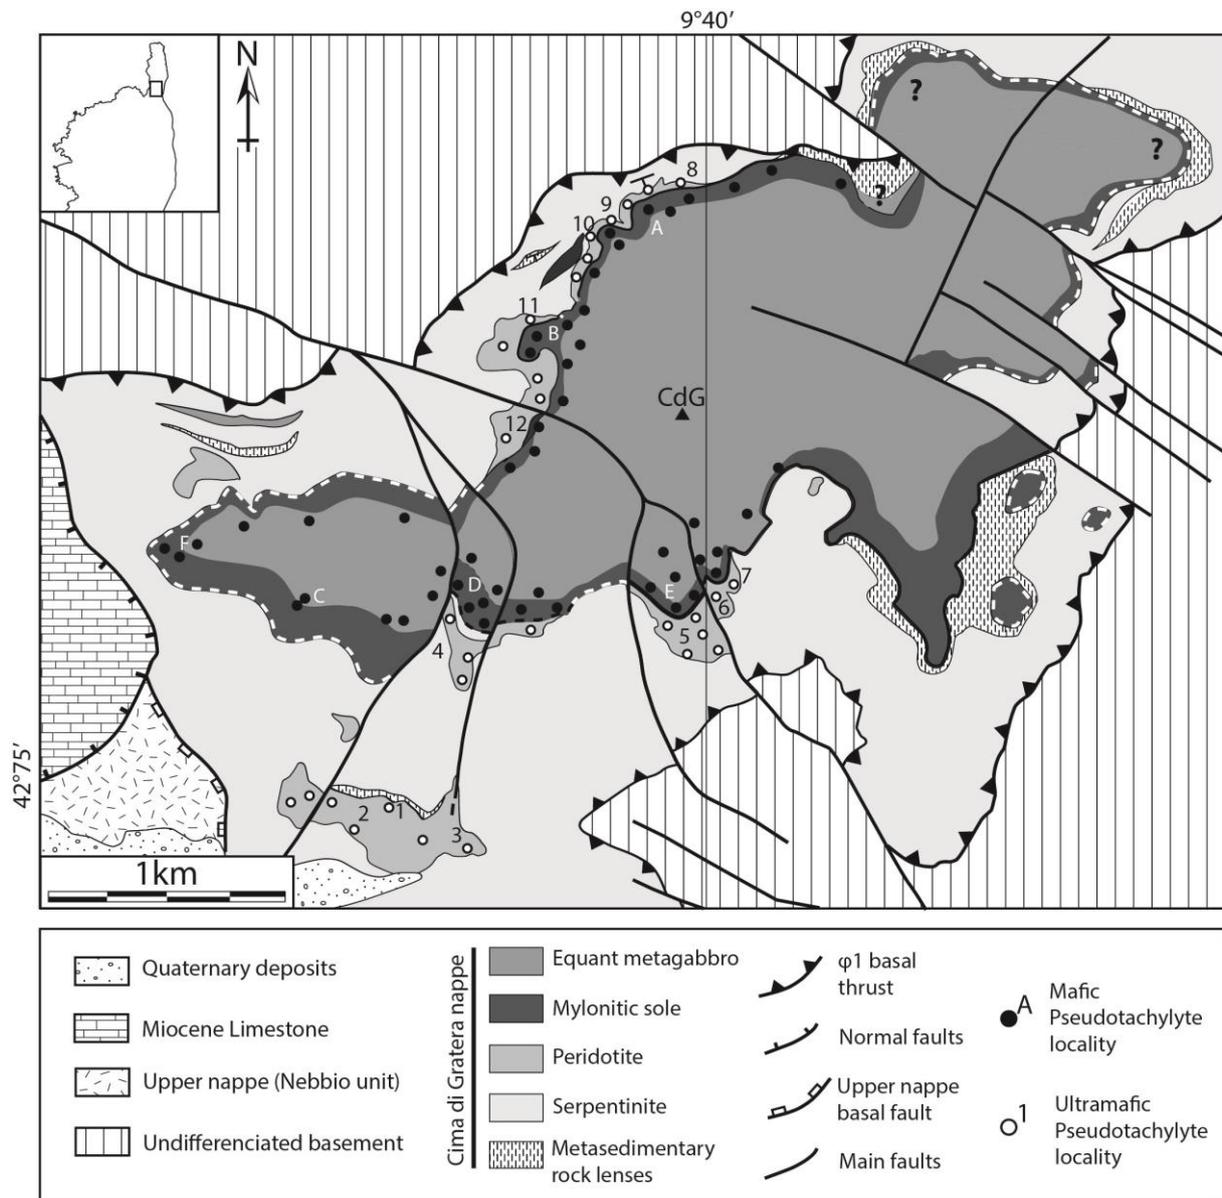 9°40'
N
?
?
?
8
9
A
10
11
B
CdG
12
F
C
D
E
7
6
5
4
42°75'
2
1
3
1km
Quaternary deposits
Miocene Limestone
Upper nappe (Nebbio unit)
Undifferenciated basement
Cima di Gratera nappe
Equant metagabbro
Mylonitic sole
Peridotite
Serpentinite
Metasedimentary
rock lenses
φ1 basal
thrust
Normal faults
Upper nappe
basal fault
Main faults
A
Mafic
Pseudotachylyte
locality
1
Ultramafic
Pseudotachylyte
locality